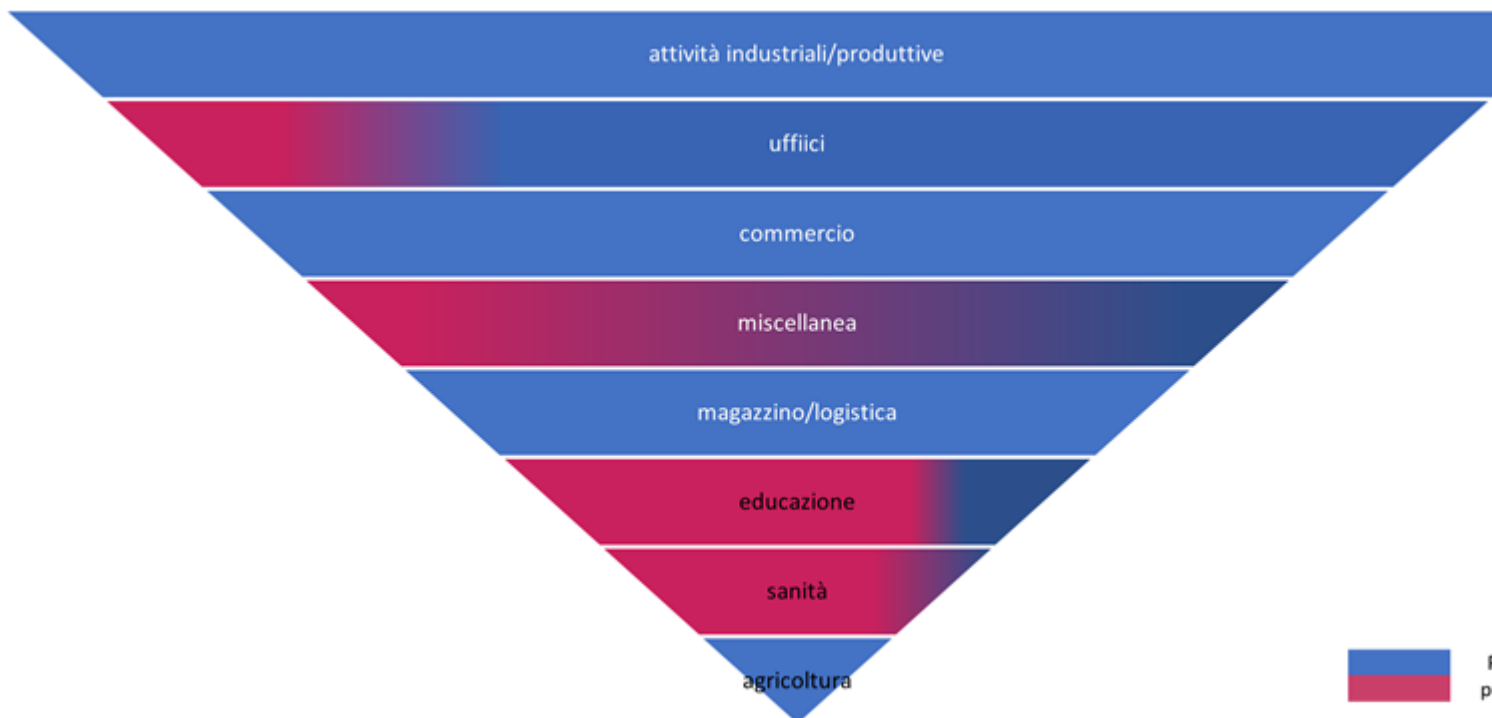 attività industriali/produttive
uffiici
commercio
miscellanea
magazzino/logistica
educazione
sanità
agricoltura